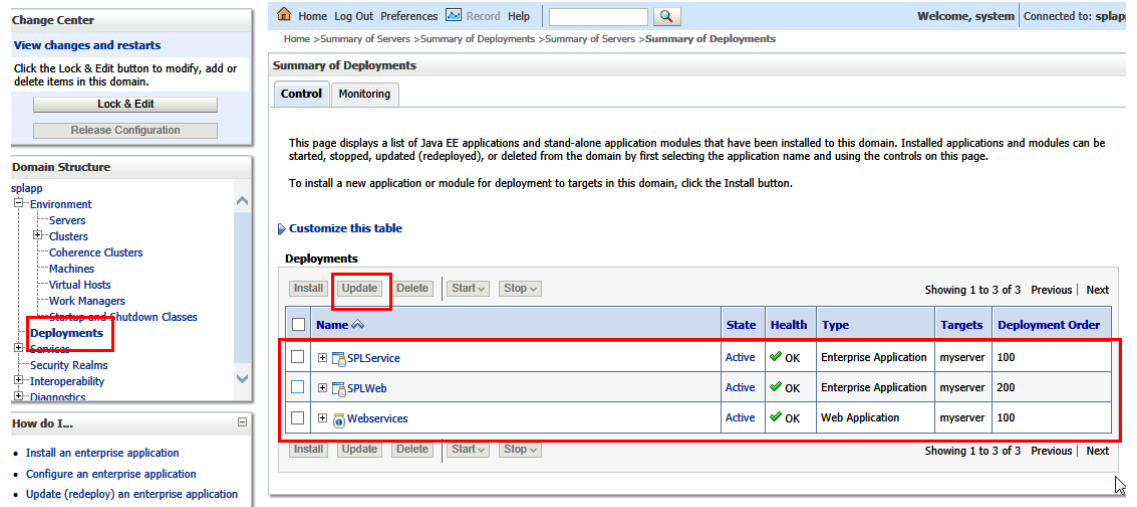 Change Center
View changes and restarts
Click the Lock & Edit button to modify, add or
delete items in this domain.
Lock & Edit
Release Configuration
Domain Structure
splapp
Environment
Servers
Clusters
Coherence Clusters
Machines
Virtual Hosts
Work Managers
Startup and Shutdown Classes
Deployments
Services
Security Realms
Interoperability
Diagnostics
How do I...
Install an enterprise application
Configure an enterprise application
Update (redeploy) an enterprise application
Home Log Out Preferences Record Help
Welcome, system Connected to: splapp
Home >Summary of Servers >Summary of Deployments >Summary of Servers >Summary of Deployments
Summary of Deployments
Control Monitoring
This page displays a list of Java EE applications and stand-alone application modules that have been installed to this domain. Installed applications and modules can be
started, stopped, updated (redeployed), or deleted from the domain by first selecting the application name and using the controls on this page.
To install a new application or module for deployment to targets in this domain, click the Install button.
Customize this table
Deployments
Install Update Delete Start Stop Showing 1 to 3 of 3 Previous | Next
Name State Health Type Targets Deployment Order
SPLService Active OK Enterprise Application myserver 100
SPLWeb Active OK Enterprise Application myserver 200
Webservices Active OK Web Application myserver 100
Install Update Delete Start Stop Showing 1 to 3 of 3 Previous | Next